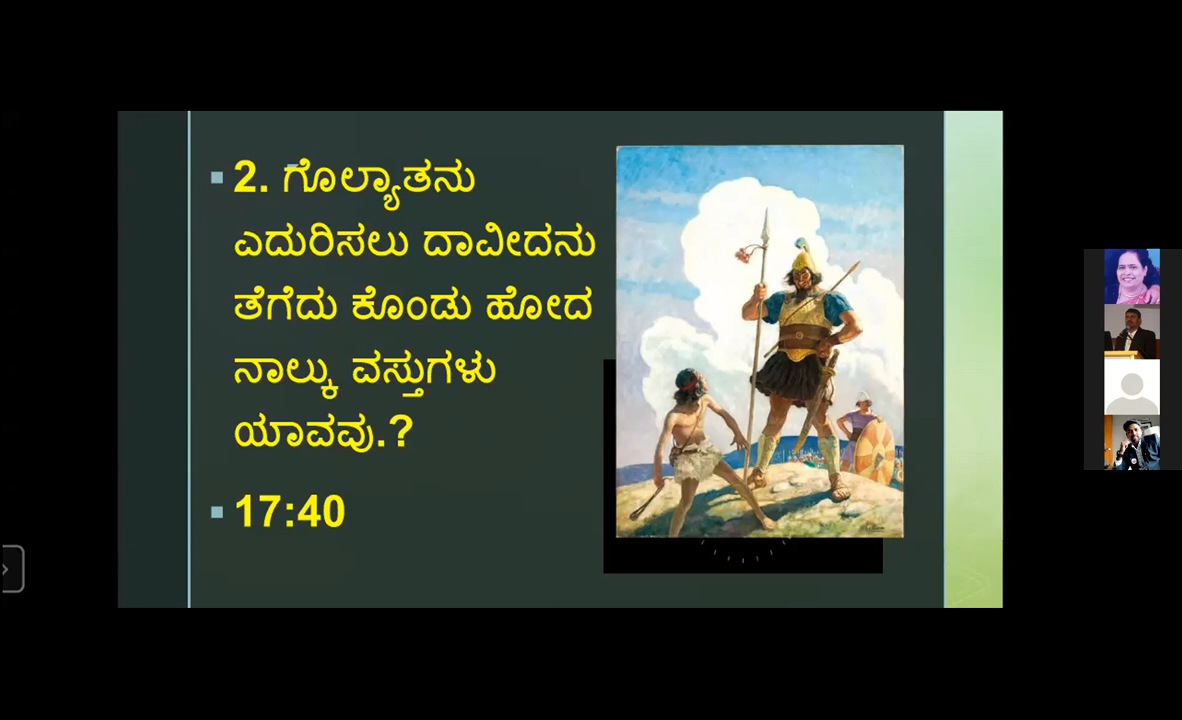 2. ಗೊಲ್ಯಾತನು
ಎದುರಿಸಲು ದಾವೀದನು
ತೆಗೆದು ಕೊಂಡು ಹೋದ
ನಾಲ್ಕು ವಸ್ತುಗಳು
ಯಾವವು.?
17:40